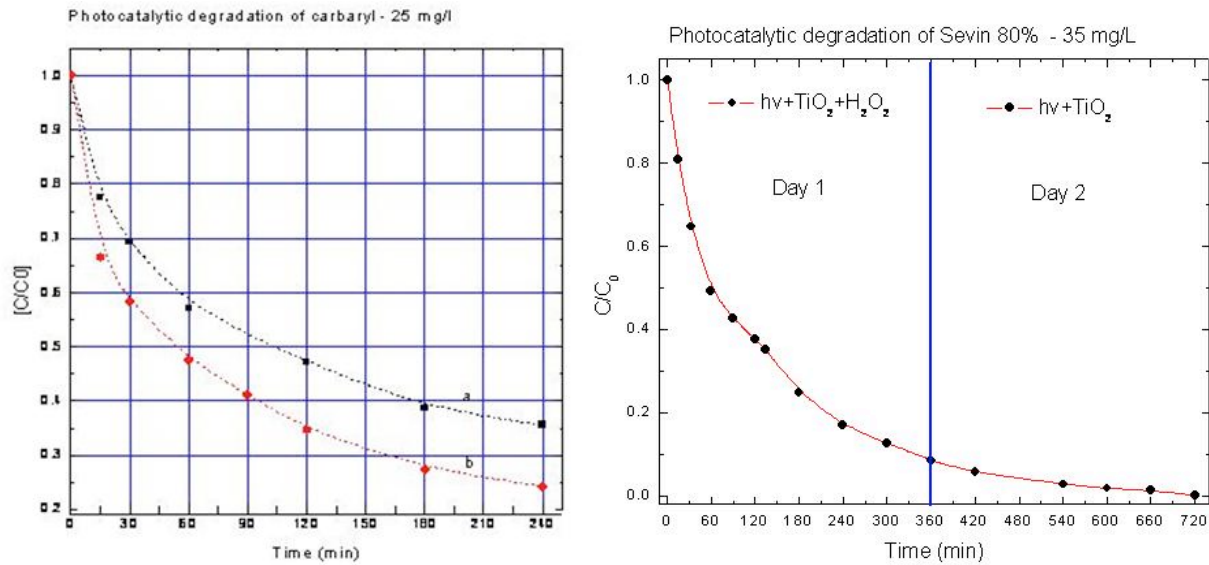 Photocatalytic degradation of carbaryl - 25 mg/l
1.0
0.9
0.8
0.7
0.6
0.5
0.4
0.3
0.2
[C/C0]
a
b
0 30 60 90 120 150 180 210 240
Time (min)
Photocatalytic degradation of Sevin 80% - 35 mg/L
1.0
0.8
0.6
0.4
0.2
0.0
C/C₀
hν+TiO₂+H₂O₂
hν+TiO₂
Day 1
Day 2
0 60 120 180 240 300 360 420 480 540 600 660 720
Time (min)